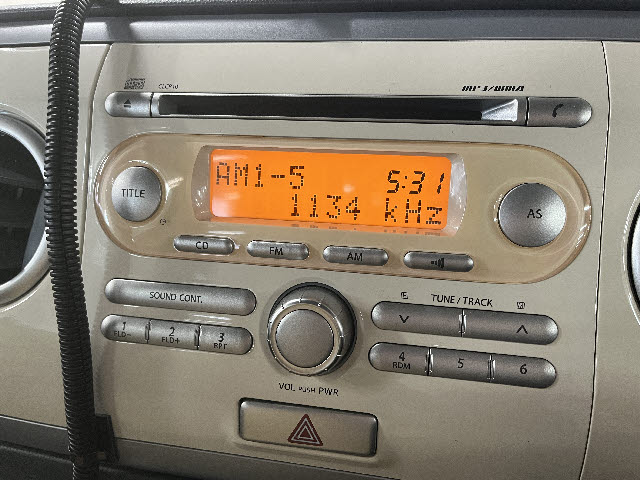 CLCP10
MP3/WMA
TITLE
AM1-5 5:31
1134 kHz
AS
CD FM AM
SOUND CONT.
TUNE/TRACK
1 FLD- 2 FLD+ 3 RPT
4 RDM 5 6
VOL PUSH PWR